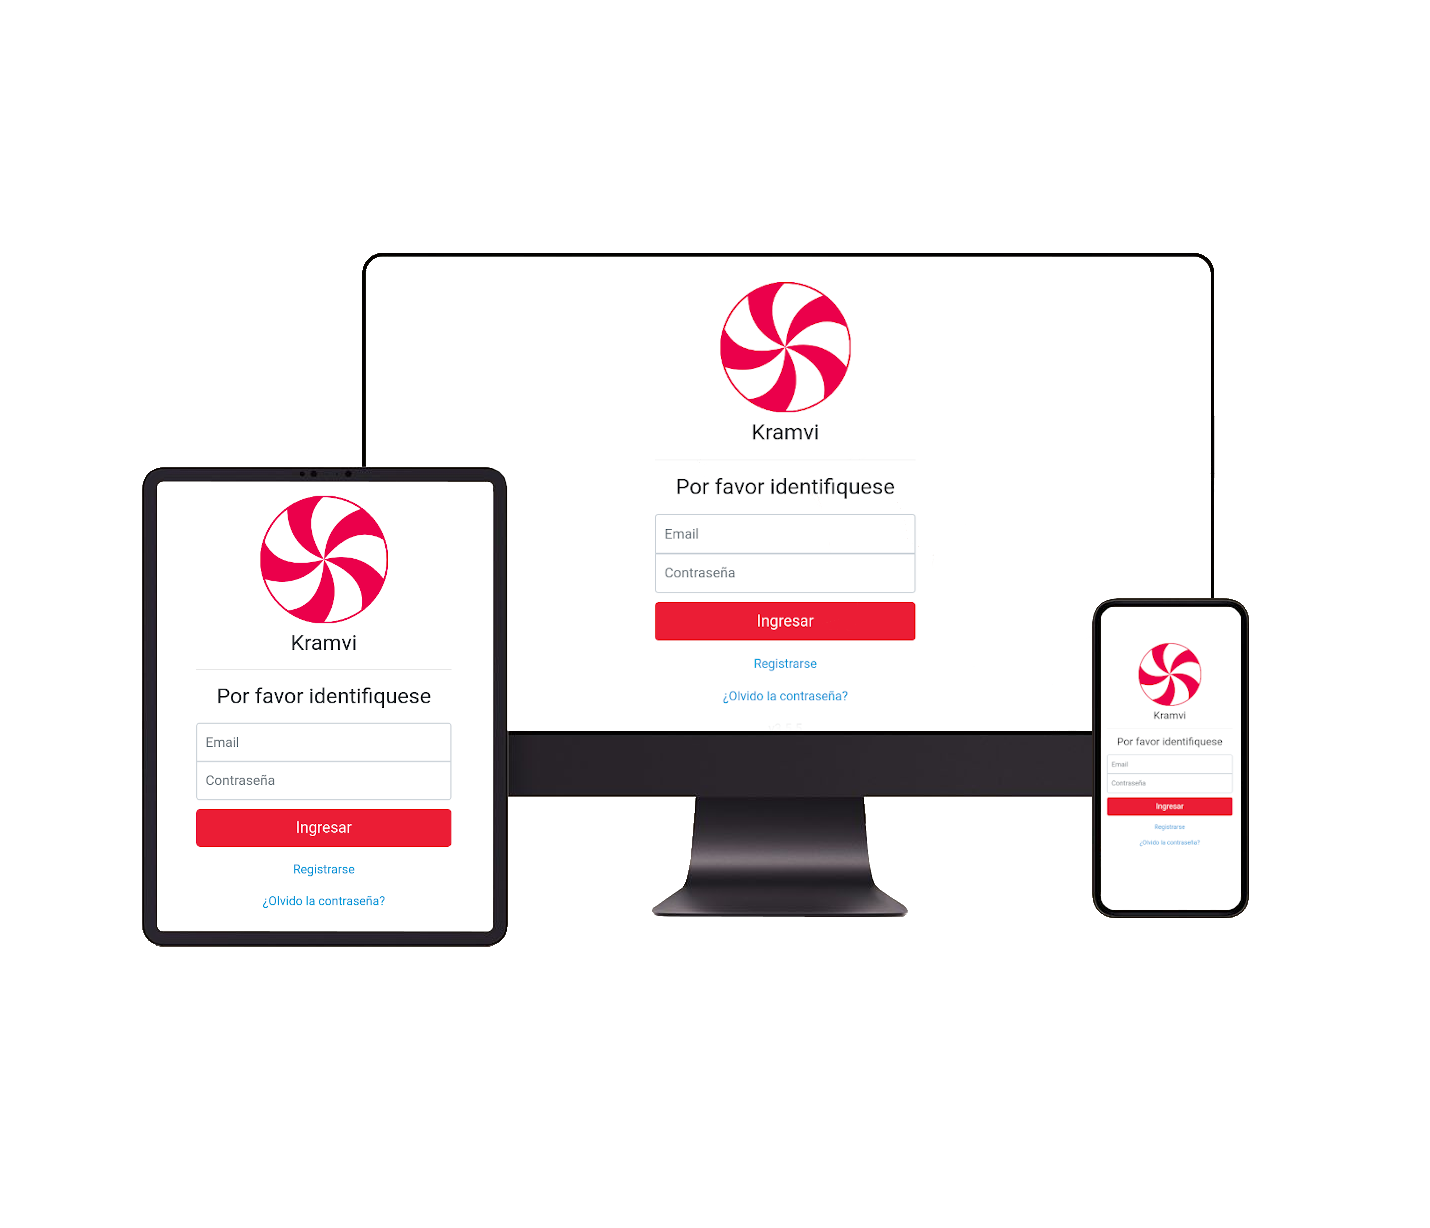 Kramvi
Por favor identifiquese
Email
Contraseña
Ingresar
Registrarse
¿Olvido la contraseña?
Kramvi
Por favor identifiquese
Email
Contraseña
Ingresar
Registrarse
¿Olvido la contraseña?
Kramvi
Por favor identifiquese
Email
Contraseña
Ingresar
Registrarse
¿Olvido la contraseña?